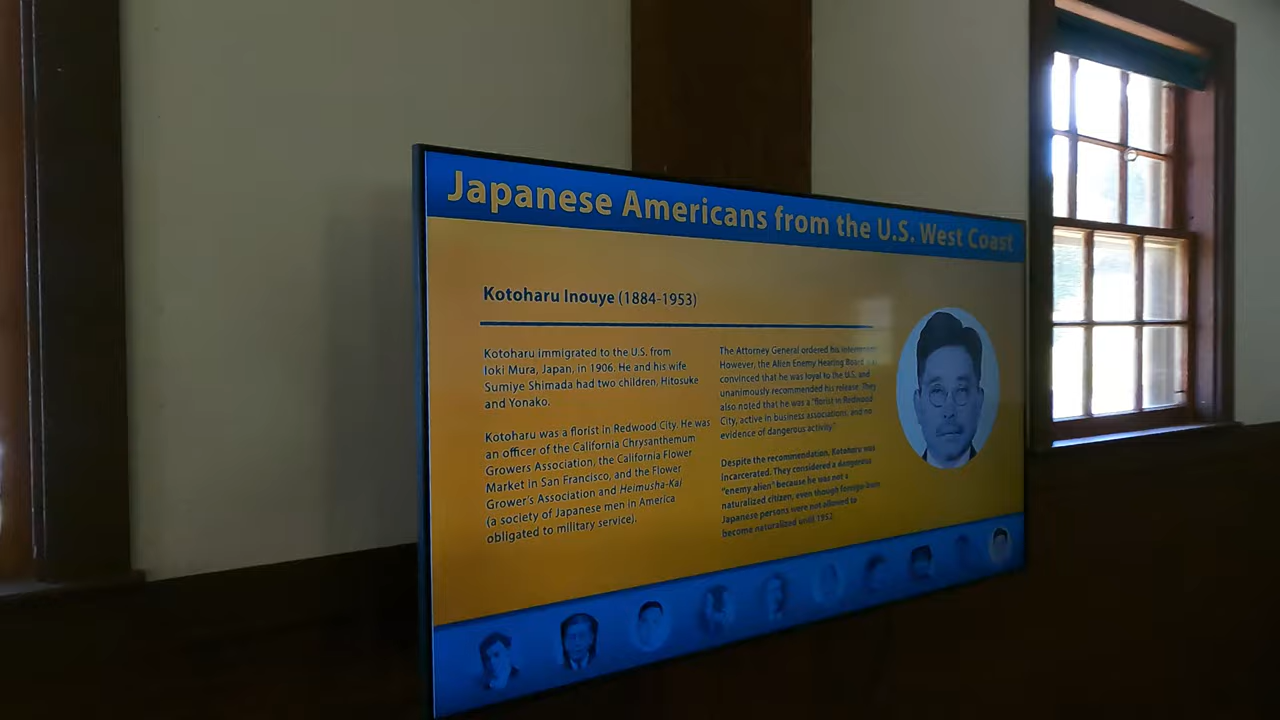 Japanese Americans from the U.S. West Coast
Kotoharu Inouye (1884-1953)
Kotoharu immigrated to the U.S. from
Ioki Mura, Japan, in 1906. He and his wife
Sumiye Shimada had two children, Hitosuke
and Yonako.
Kotoharu was a florist in Redwood City. He was
an officer of the California Chrysanthemum
Growers Association, the California Flower
Market in San Francisco, and the Flower
Grower's Association and Heimusha-Kai
(a society of Japanese men in America
obligated to military service).
The Attorney General ordered his internment.
However, the Alien Enemy Hearing Board was
convinced that he was loyal to the U.S. and
unanimously recommended his release. They
also noted that he was a "florist in Redwood
City, active in business associations, and no
evidence of dangerous activity."
Despite the recommendation, Kotoharu was
incarcerated. They considered a dangerous
"enemy alien" because he was not a
naturalized citizen, even though foreign-born
Japanese persons were not allowed to
become naturalized until 1952.